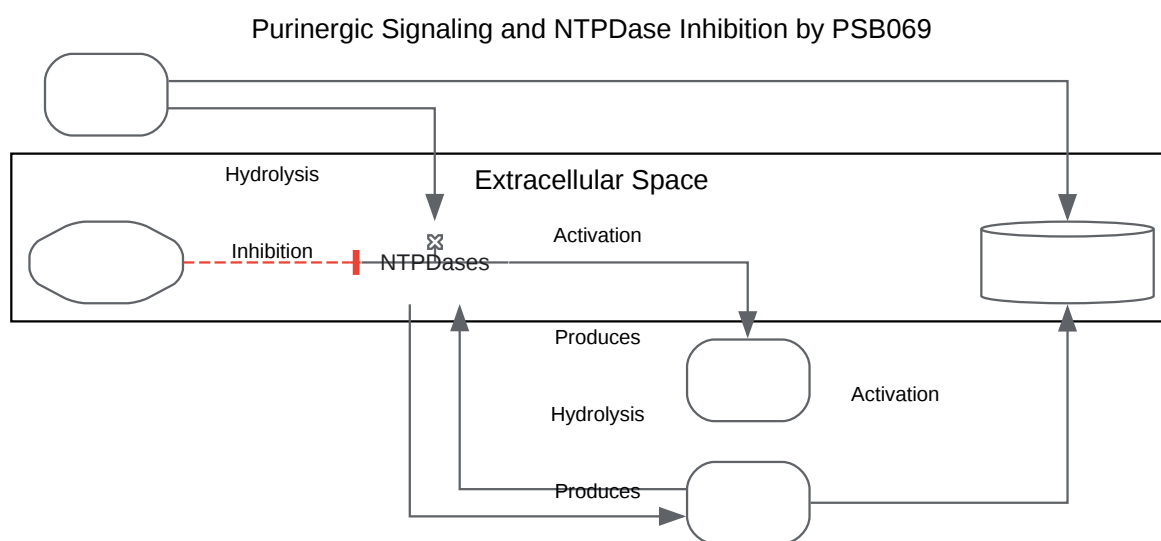 Purinergic Signaling and NTPDase Inhibition by PSB069
Hydrolysis
Extracellular Space
Activation
Inhibition
NTPDases
Produces
Activation
Hydrolysis
Produces